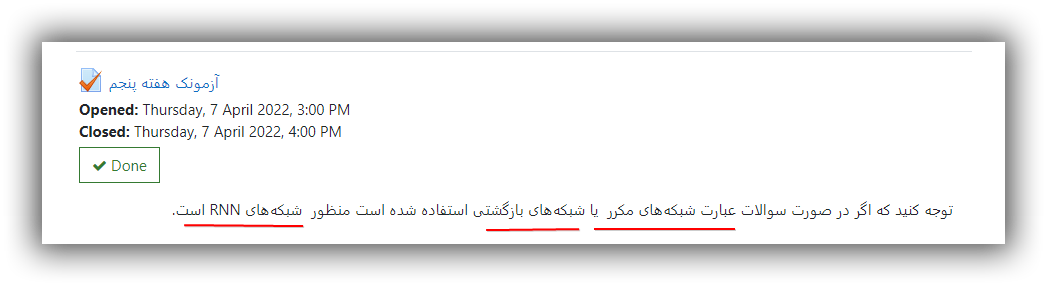 آزمونک هفته پنجم
Opened: Thursday, 7 April 2022, 3:00 PM
Closed: Thursday, 7 April 2022, 4:00 PM
Done
توجه کنید که اگر در صورت سوالات عبارت شبکه‌های مکرر یا شبکه‌های بازگشتی استفاده شده است منظور شبکه‌های RNN است.